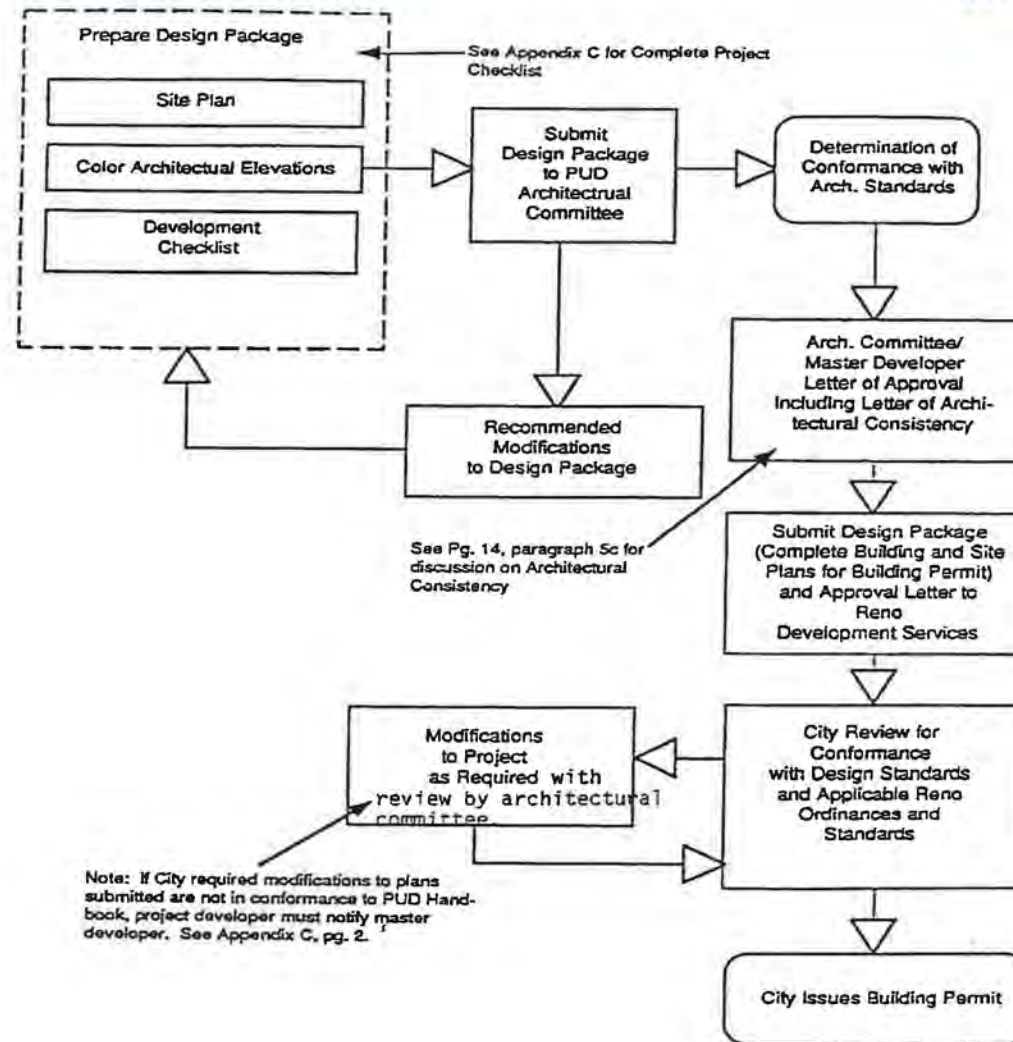 Prepare Design Package
See Appendix C for Complete Project
Checklist
Site Plan
Color Architectural Elevations
Development
Checklist
Submit
Design Package
to PUD
Architectrual
Committee
Determination of
Conformance with
Arch. Standards
Arch. Committee/
Master Developer
Letter of Approval
Including Letter of Archi-
tectural Consistency
Recommended
Modifications
to Design Package
See Pg. 14, paragraph 5c for
discussion on Architectural
Consistency
Submit Design Package
(Complete Building and Site
Plans for Building Permit)
and Approval Letter to
Reno
Development Services
Modifications
to Project
as Required with
review by architectural
committee.
City Review for
Conformance
with Design Standards
and Applicable Reno
Ordinances and
Standards
Note: If City required modifications to plans
submitted are not in conformance to PUD Hand-
book, project developer must notify master
developer. See Appendix C, pg. 2.
City Issues Building Permit